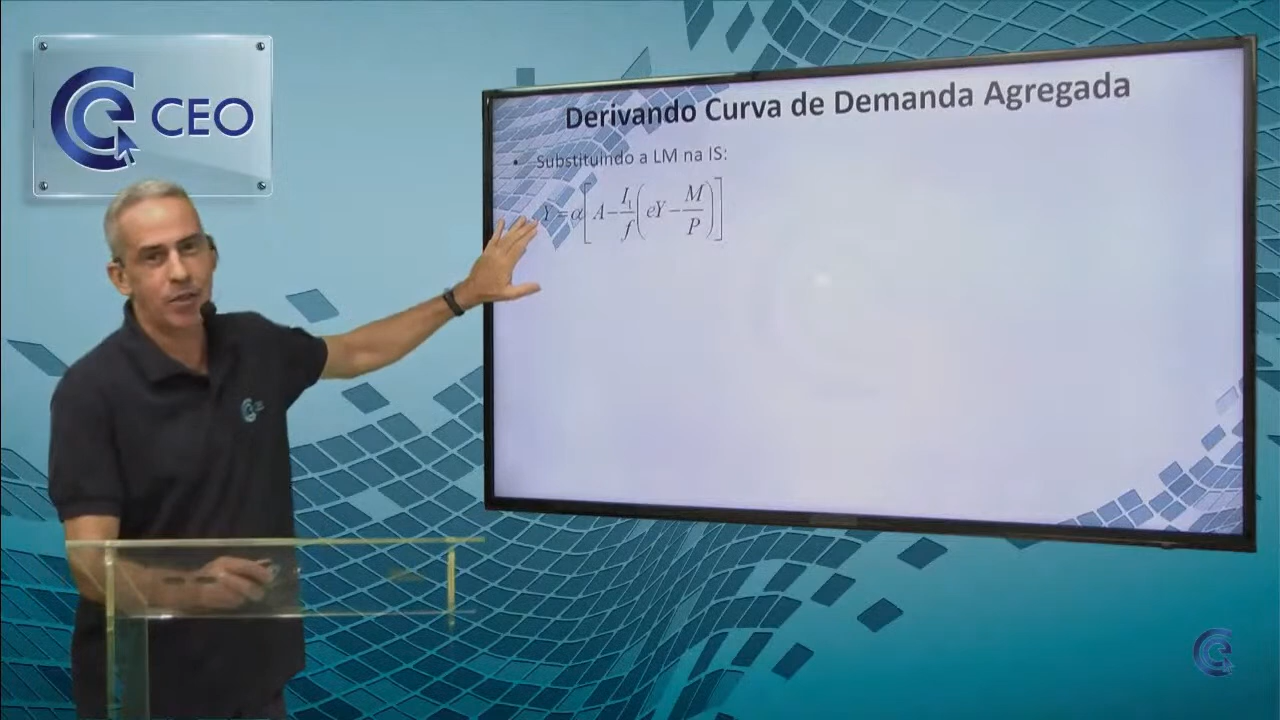 CEO
Derivando Curva de Demanda Agregada
• Substituindo a LM na IS:
Y = α[A − I₁/f (eY − M/P)]